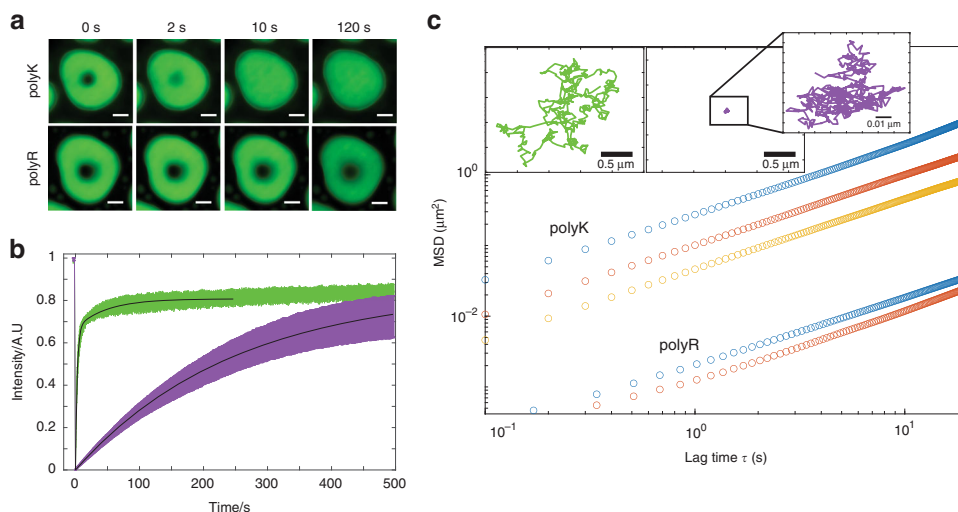 a
0 s 2 s 10 s 120 s
polyK
polyR
b
1
0.8
0.6
0.4
0.2
0
Intensity/A.U
0 100 200 300 400 500
Time/s
c
0.5 μm
0.5 μm
0.01 μm
10⁰
10⁻²
MSD (μm²)
polyK
polyR
10⁻¹ 10⁰ 10¹
Lag time τ (s)